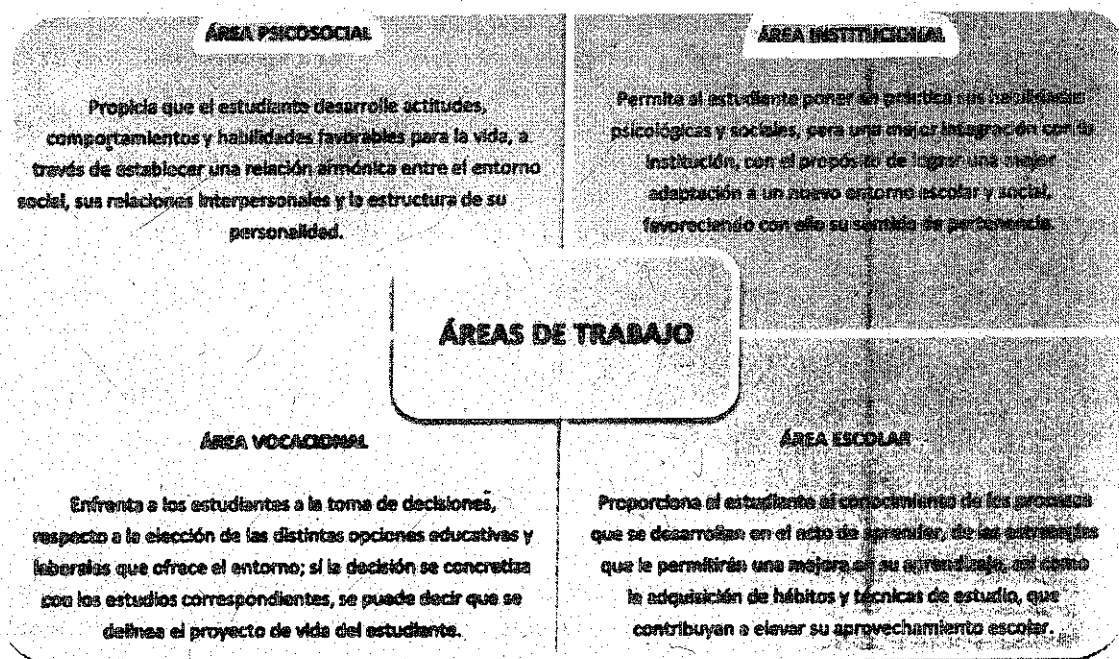 ÁREA PSICOSOCIAL
Propicia que el estudiante desarrolle actitudes,
comportamientos y habilidades favorables para la vida, a
través de establecer una relación armónica entre el entorno
social, sus relaciones interpersonales y la estructura de su
personalidad.
ÁREA INSTITUCIONAL
Permite al estudiante poner en práctica sus habilidades
psicológicas y sociales, para una mejor integración con la
institución, con el propósito de lograr una mejor
adaptación a un nuevo entorno escolar y social,
favoreciendo con ello su sentido de pertenencia.
ÁREAS DE TRABAJO
ÁREA VOCACIONAL
Enfrenta a los estudiantes a la toma de decisiones,
respecto a la elección de las distintas opciones educativas y
laborales que ofrece el entorno; si la decisión se concretiza
con los estudios correspondientes, se puede decir que se
delinea el proyecto de vida del estudiante.
ÁREA ESCOLAR
Proporciona al estudiante el conocimiento de los procesos
que se desarrollan en el acto de aprender, de las estrategias
que le permitirán una mejora en su aprendizaje, así como
la adquisición de hábitos y técnicas de estudio, que
contribuyan a elevar su aprovechamiento escolar.